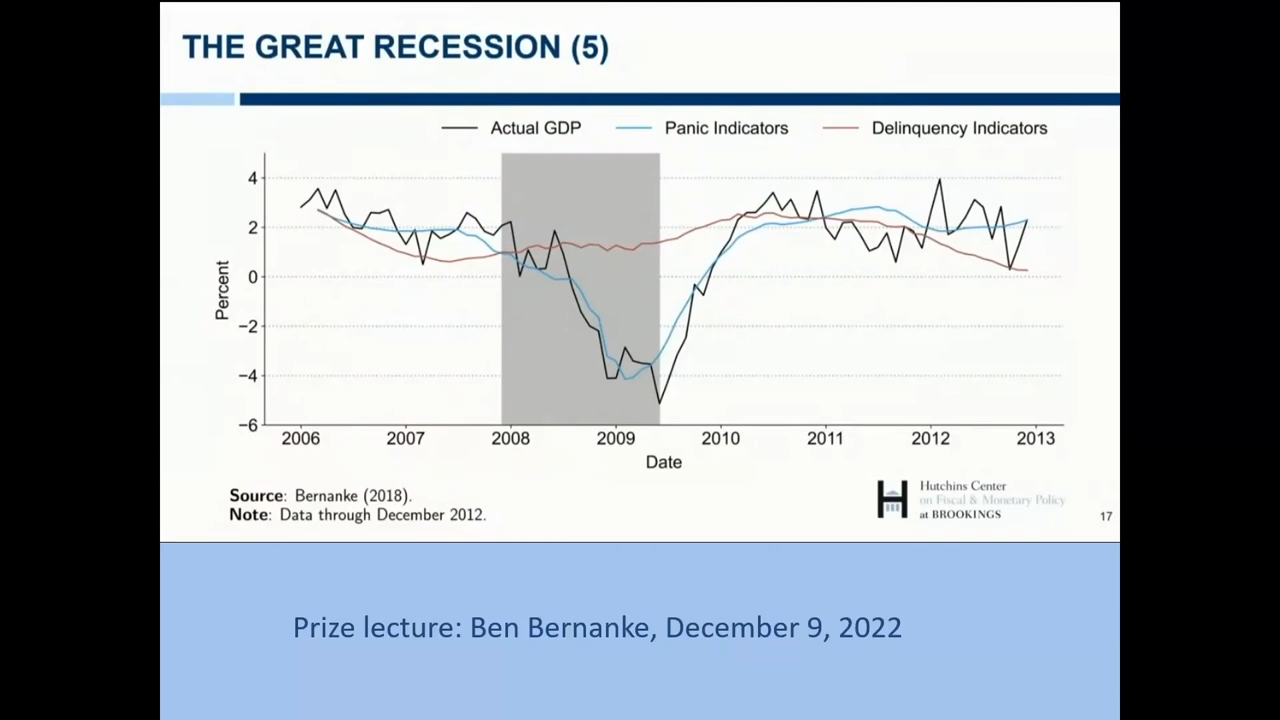 THE GREAT RECESSION (5)
Actual GDP Panic Indicators Delinquency Indicators
4
2
0
−2
−4
−6
Percent
2006 2007 2008 2009 2010 2011 2012 2013
Date
Source: Bernanke (2018).
Note: Data through December 2012.
Hutchins Center
on Fiscal & Monetary Policy
at BROOKINGS
17
Prize lecture: Ben Bernanke, December 9, 2022